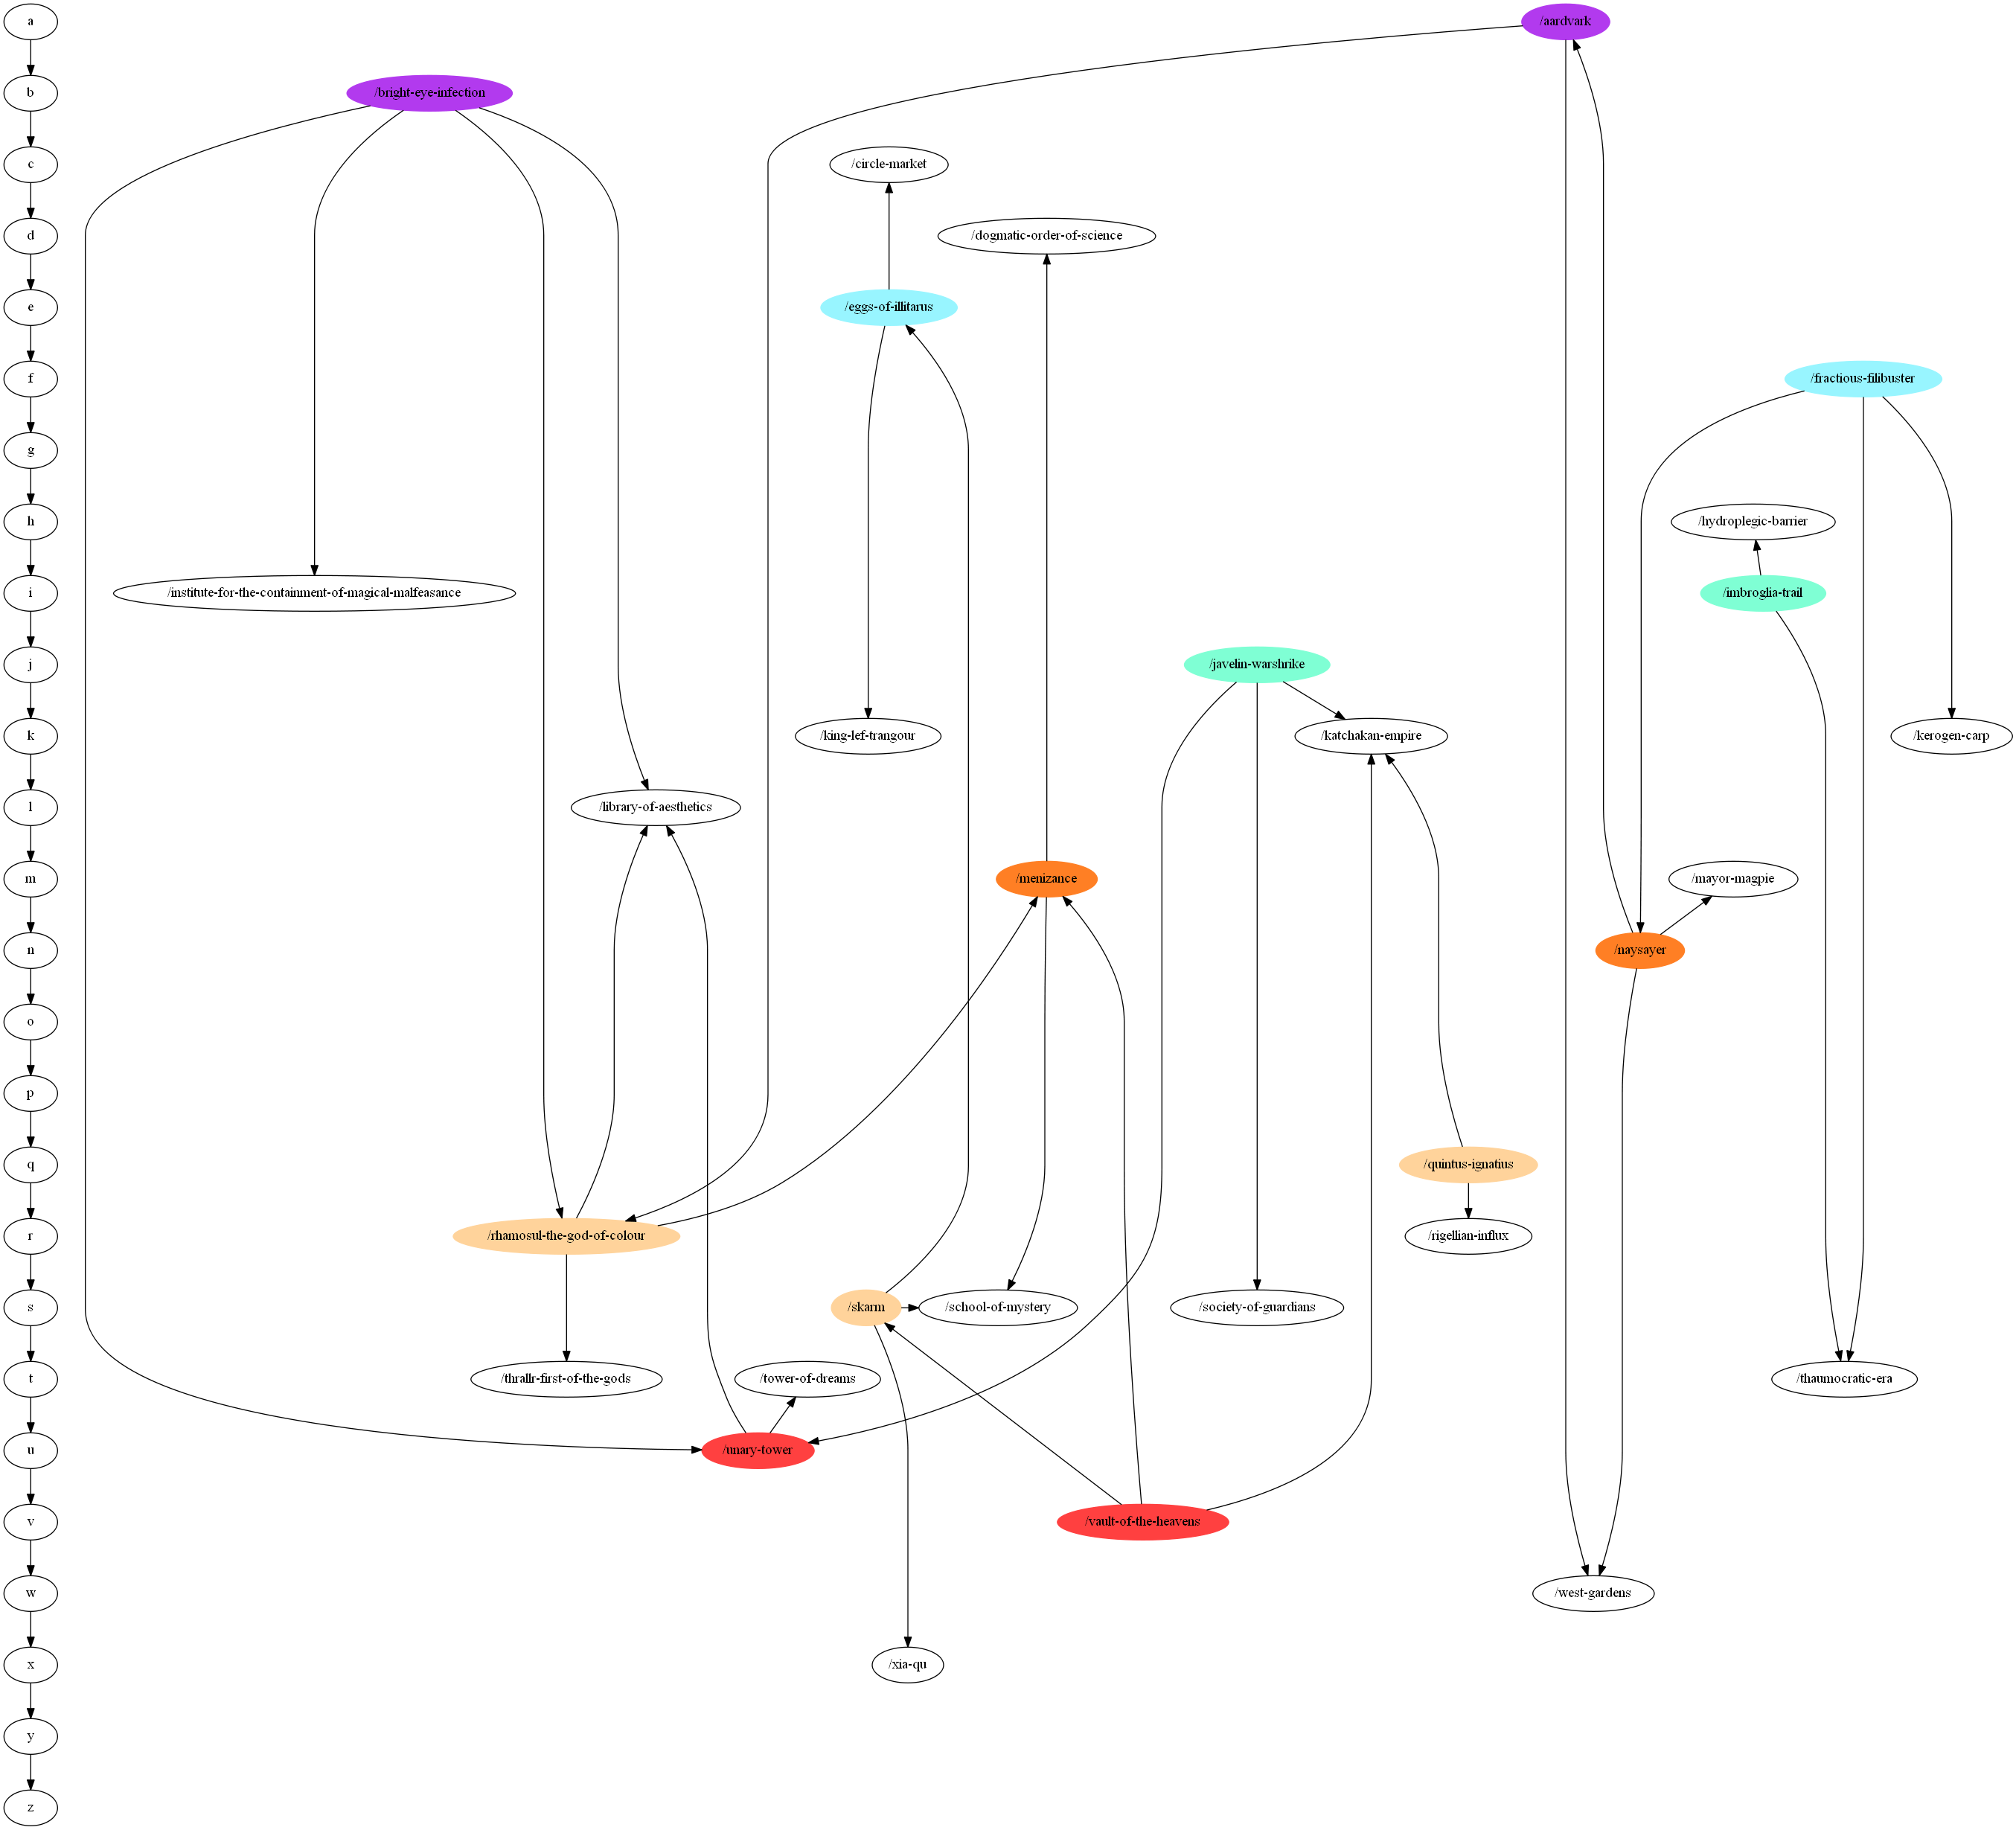 a
/aardvark
b
/bright-eye-infection
c
/circle-market
d
/dogmatic-order-of-science
e
/eggs-of-illitarus
f
/fractious-filibuster
g
h
/hydroplegic-barrier
i
/institute-for-the-containment-of-magical-malfeasance
/imbroglia-trail
j
/javelin-warshrike
k
/king-lef-trangour
/katchakan-empire
/kerogen-carp
l
/library-of-aesthetics
m
/menizance
/mayor-magpie
n
/naysayer
o
p
q
/quintus-ignatius
r
/rhamosul-the-god-of-colour
/rigellian-influx
s
/skarm
/school-of-mystery
/society-of-guardians
t
/thrallr-first-of-the-gods
/tower-of-dreams
/thaumocratic-era
u
/unary-tower
v
/vault-of-the-heavens
w
/west-gardens
x
/xia-qu
y
z